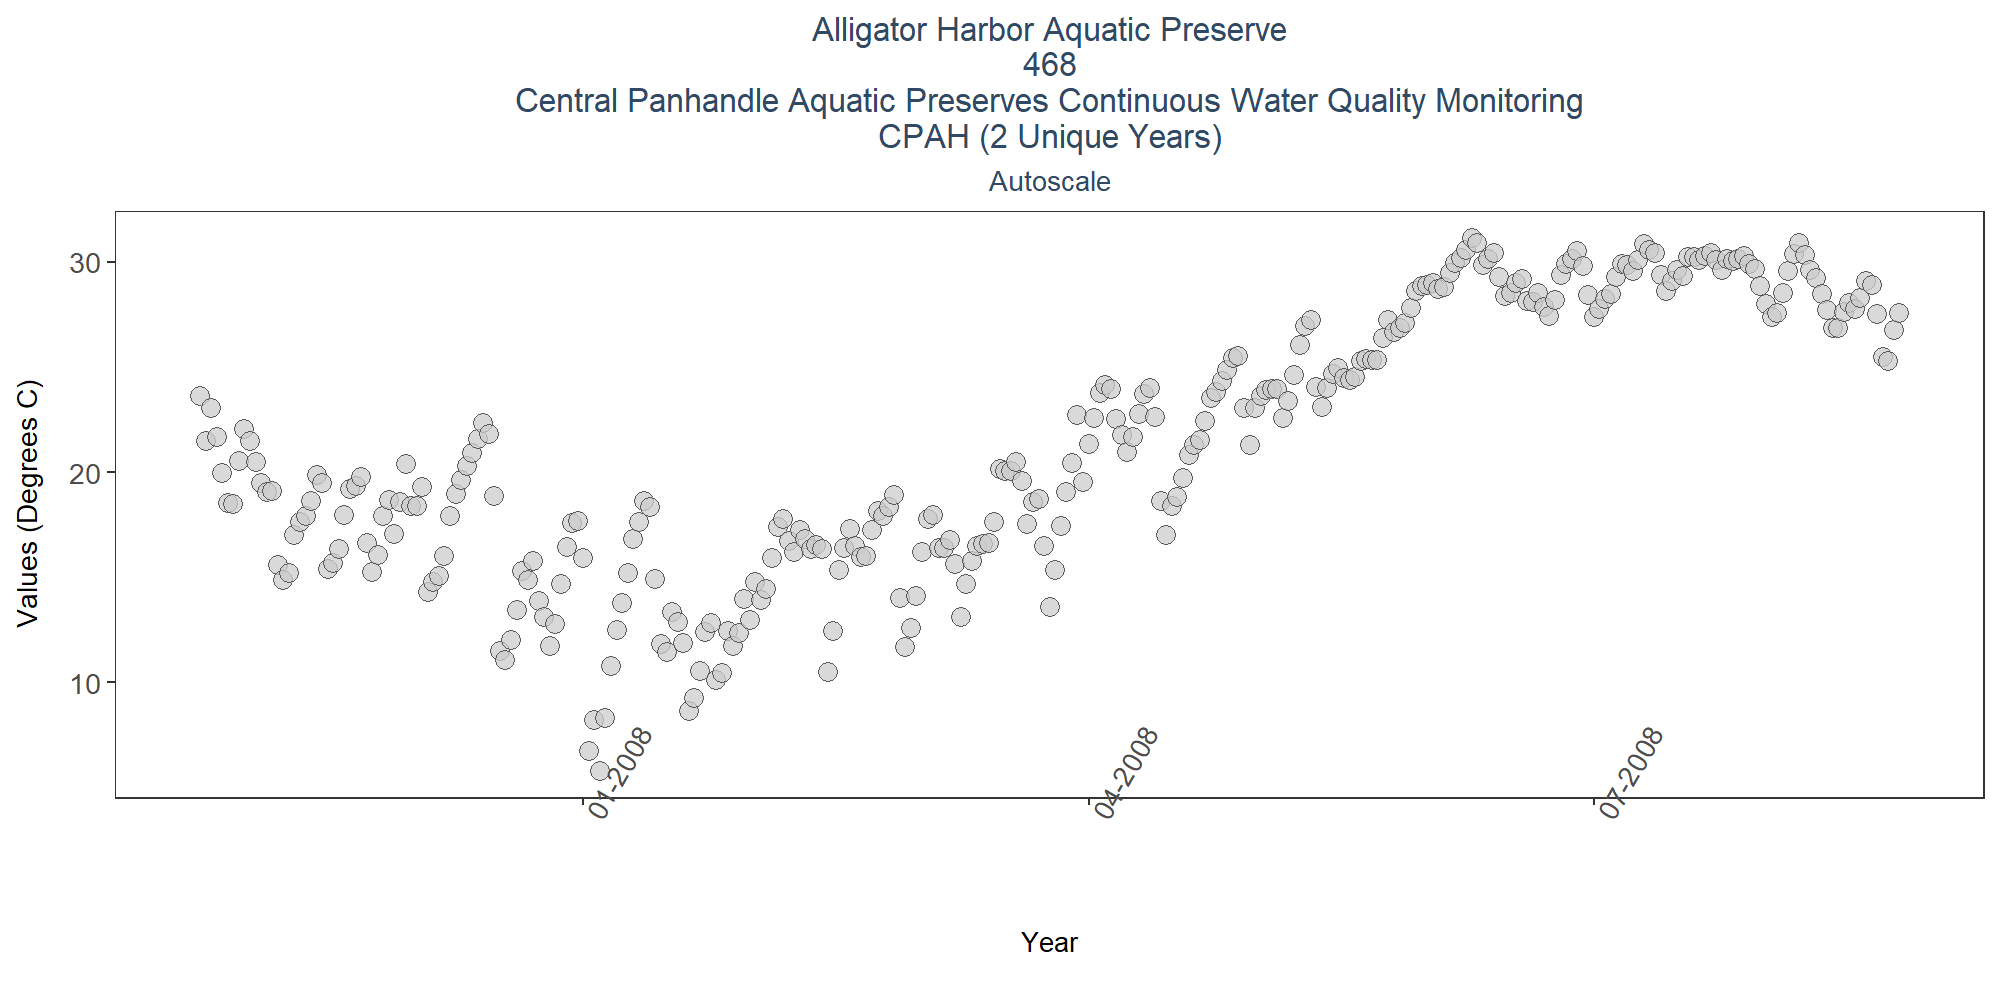 Alligator Harbor Aquatic Preserve
468
Central Panhandle Aquatic Preserves Continuous Water Quality Monitoring
CPAH (2 Unique Years)
Autoscale
Values (Degrees C)
30
20
10
01-2008
04-2008
07-2008
Year